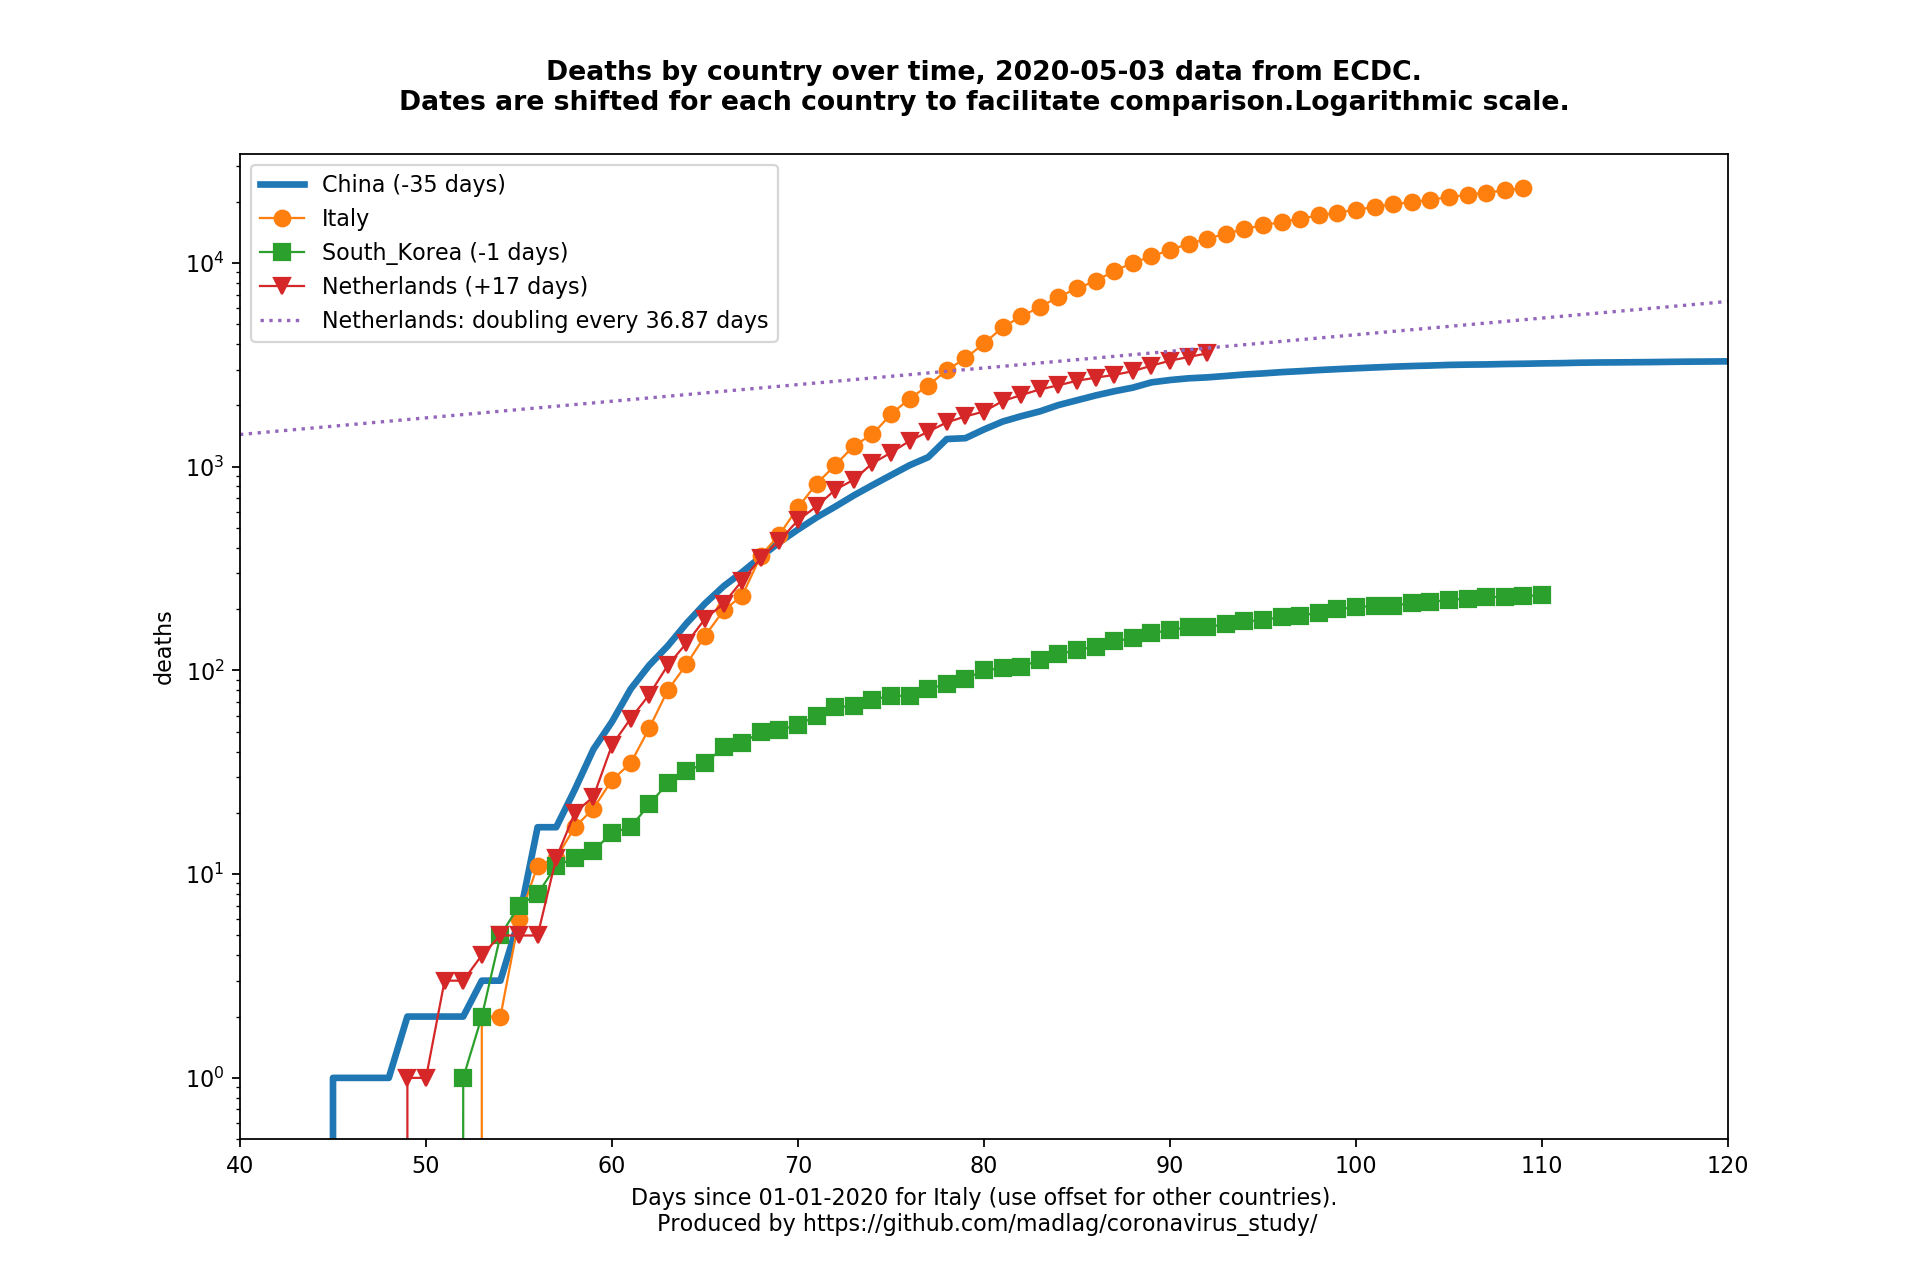 Deaths by country over time, 2020-05-03 data from ECDC.
Dates are shifted for each country to facilitate comparison.Logarithmic scale.
China (-35 days)
Italy
South_Korea (-1 days)
Netherlands (+17 days)
Netherlands: doubling every 36.87 days
deaths
10⁴
10³
10²
10¹
10⁰
40 50 60 70 80 90 100 110 120
Days since 01-01-2020 for Italy (use offset for other countries).
Produced by https://github.com/madlag/coronavirus_study/